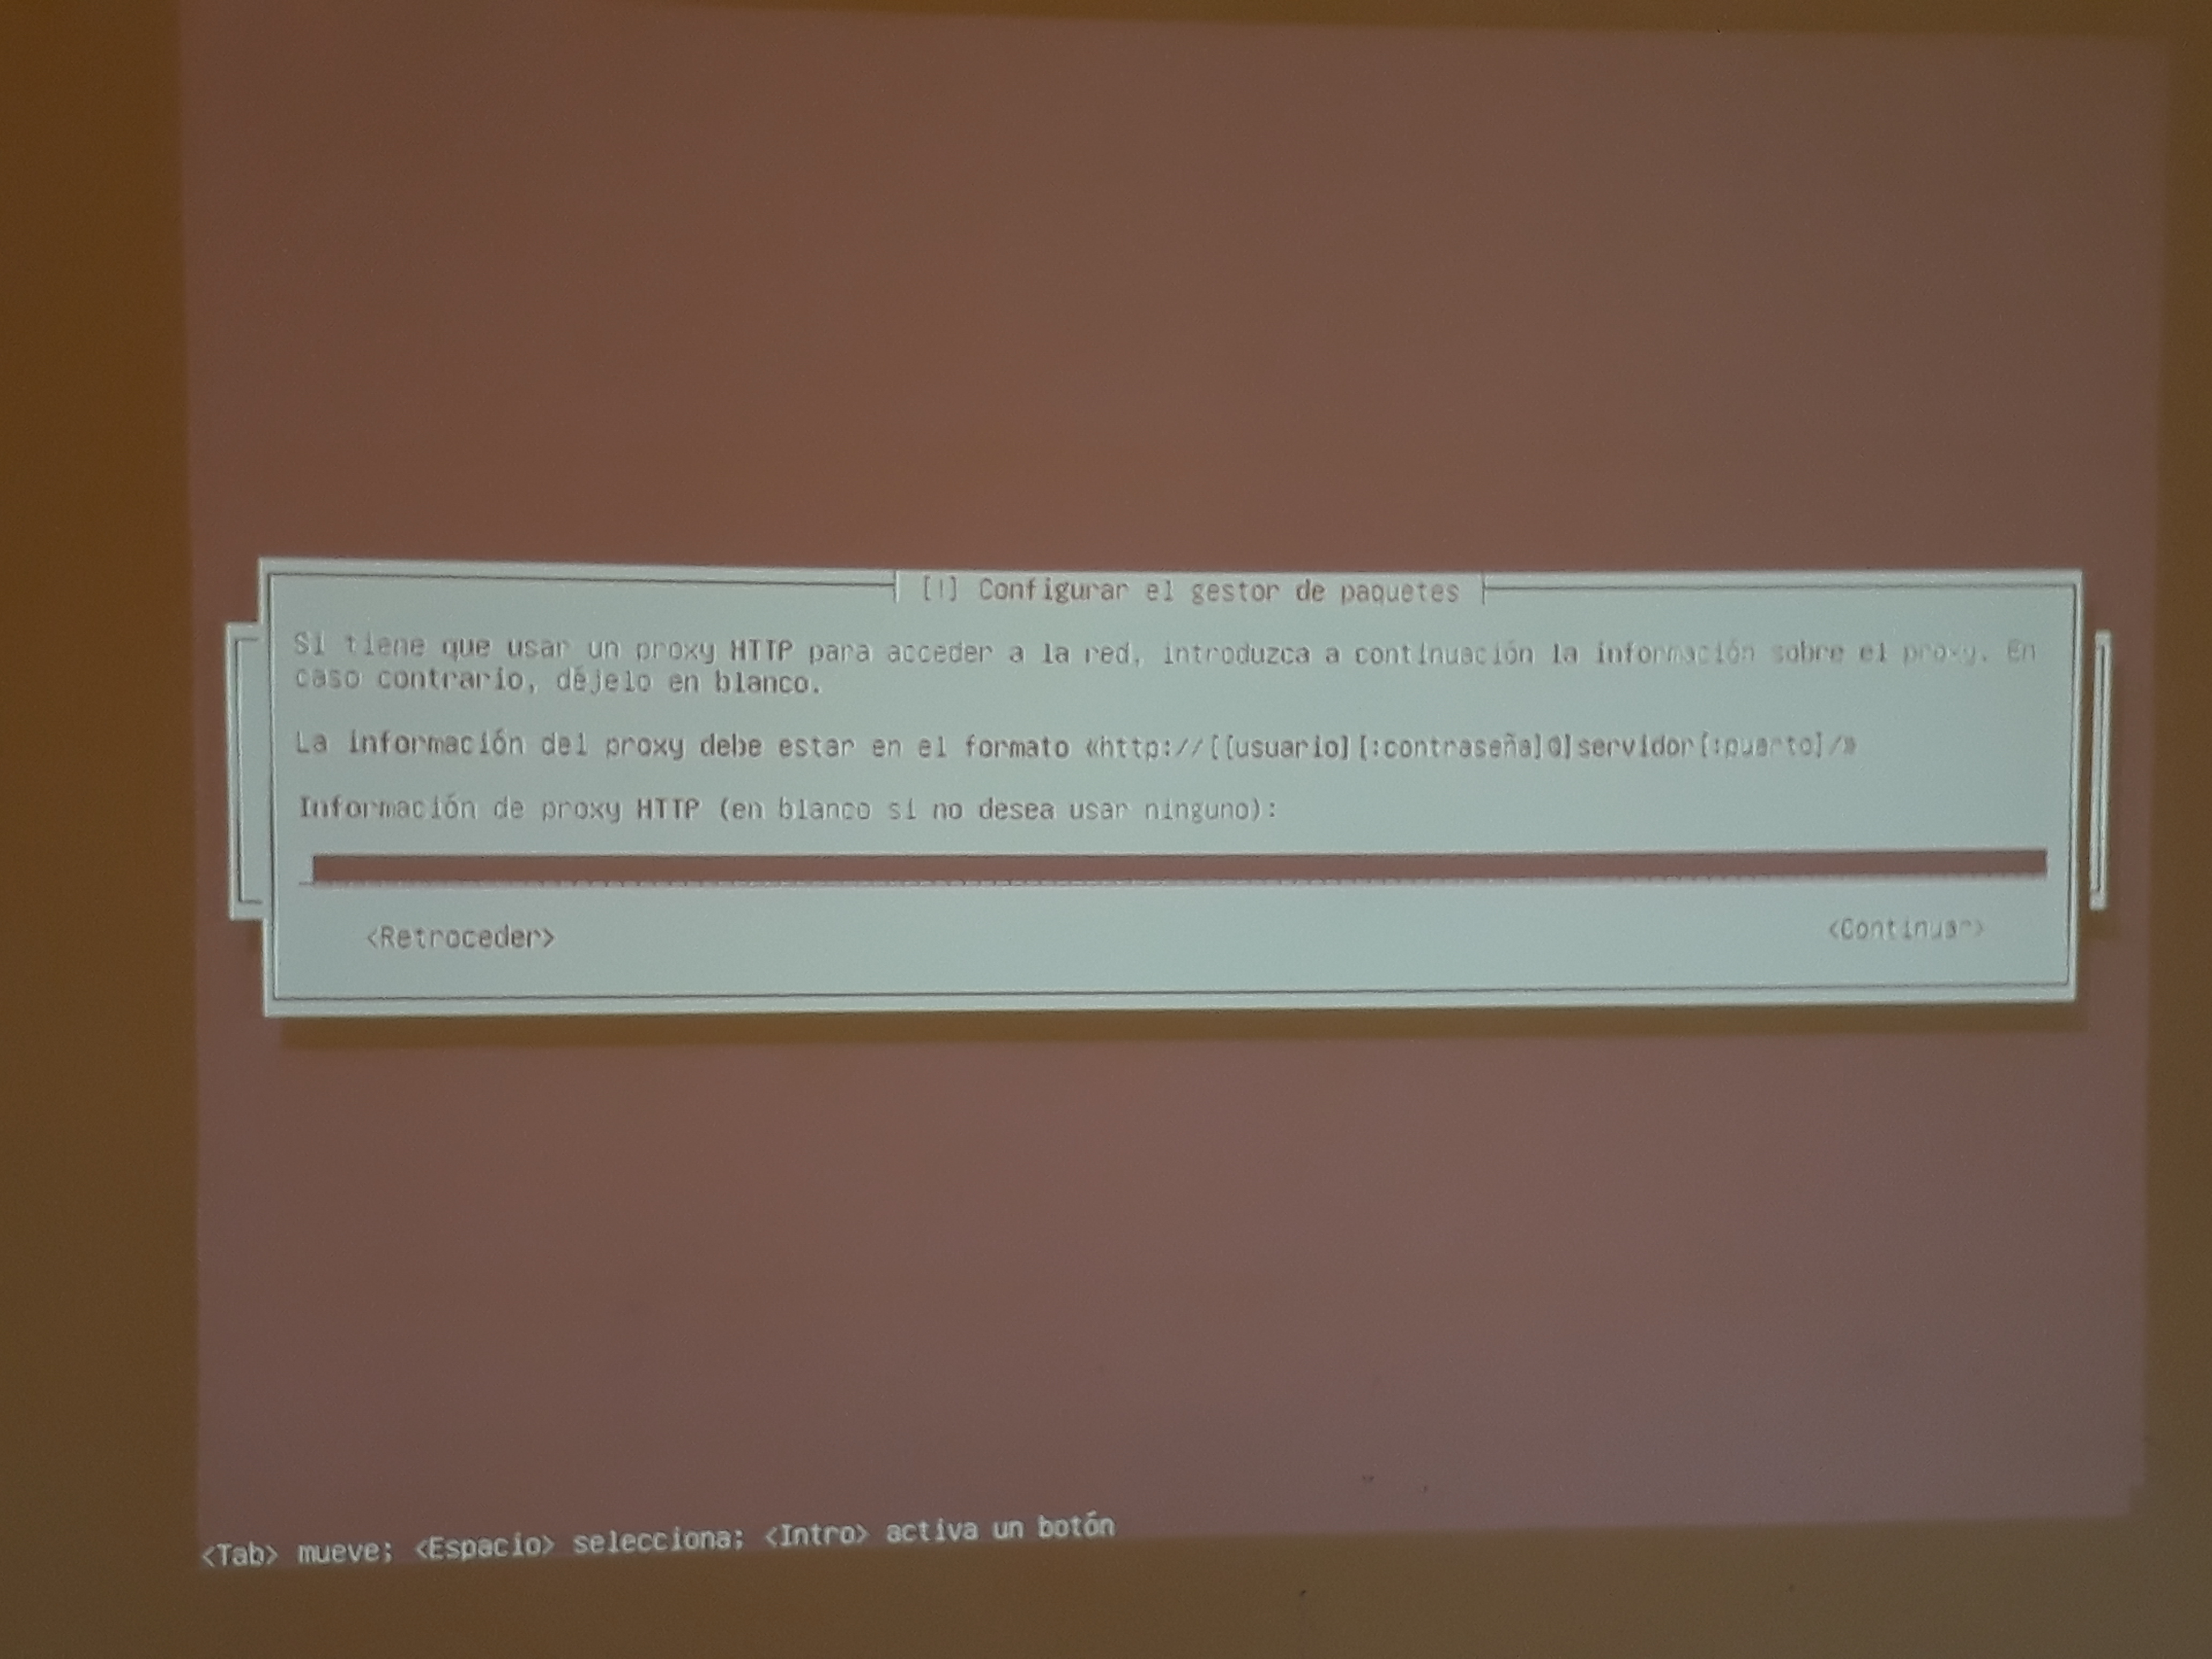 [!] Configurar el gestor de paquetes
Si tiene que usar un proxy HTTP para acceder a la red, introduzca a continuación la información sobre el proxy. En
caso contrario, déjelo en blanco.
La información del proxy debe estar en el formato «http://[[usuario][:contraseña]@]servidor[:puerto]/»
Información de proxy HTTP (en blanco si no desea usar ninguno):
<Retroceder> <Continuar>
<Tab> mueve; <Espacio> selecciona; <Intro> activa un botón